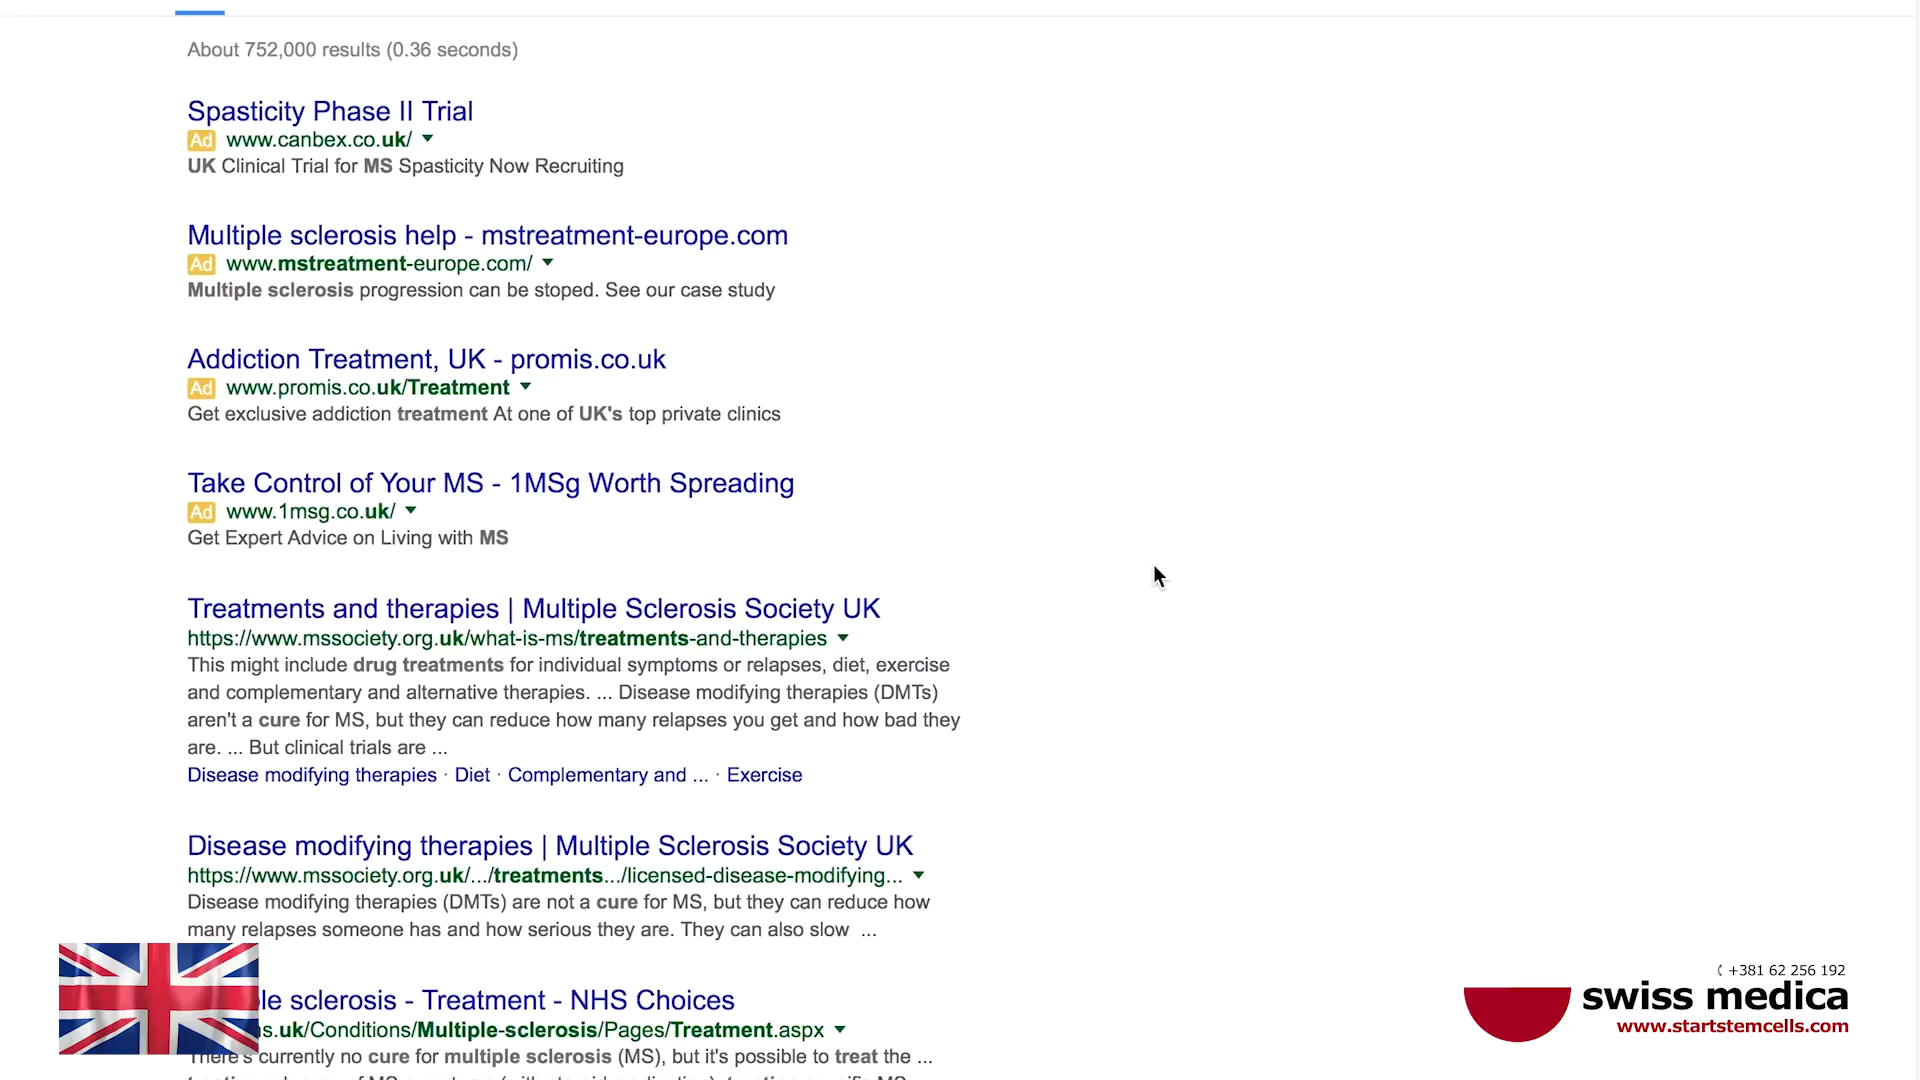 About 752,000 results (0.36 seconds)
Spasticity Phase II Trial
Ad www.canbex.co.uk/
UK Clinical Trial for MS Spasticity Now Recruiting
Multiple sclerosis help - mstreatment-europe.com
Ad www.mstreatment-europe.com/
Multiple sclerosis progression can be stoped. See our case study
Addiction Treatment, UK - promis.co.uk
Ad www.promis.co.uk/Treatment
Get exclusive addiction treatment At one of UK's top private clinics
Take Control of Your MS - 1MSg Worth Spreading
Ad www.1msg.co.uk/
Get Expert Advice on Living with MS
Treatments and therapies | Multiple Sclerosis Society UK
https://www.mssociety.org.uk/what-is-ms/treatments-and-therapies
This might include drug treatments for individual symptoms or relapses, diet, exercise
and complementary and alternative therapies. ... Disease modifying therapies (DMTs)
aren't a cure for MS, but they can reduce how many relapses you get and how bad they
are. ... But clinical trials are ...
Disease modifying therapies · Diet · Complementary and ... · Exercise
Disease modifying therapies | Multiple Sclerosis Society UK
https://www.mssociety.org.uk/.../treatments.../licensed-disease-modifying...
Disease modifying therapies (DMTs) are not a cure for MS, but they can reduce how
many relapses someone has and how serious they are. They can also slow ...
le sclerosis - Treatment - NHS Choices
s.uk/Conditions/Multiple-sclerosis/Pages/Treatment.aspx
There's currently no cure for multiple sclerosis (MS), but it's possible to treat the ...
+381 62 256 192
swiss medica
www.startstemcells.com